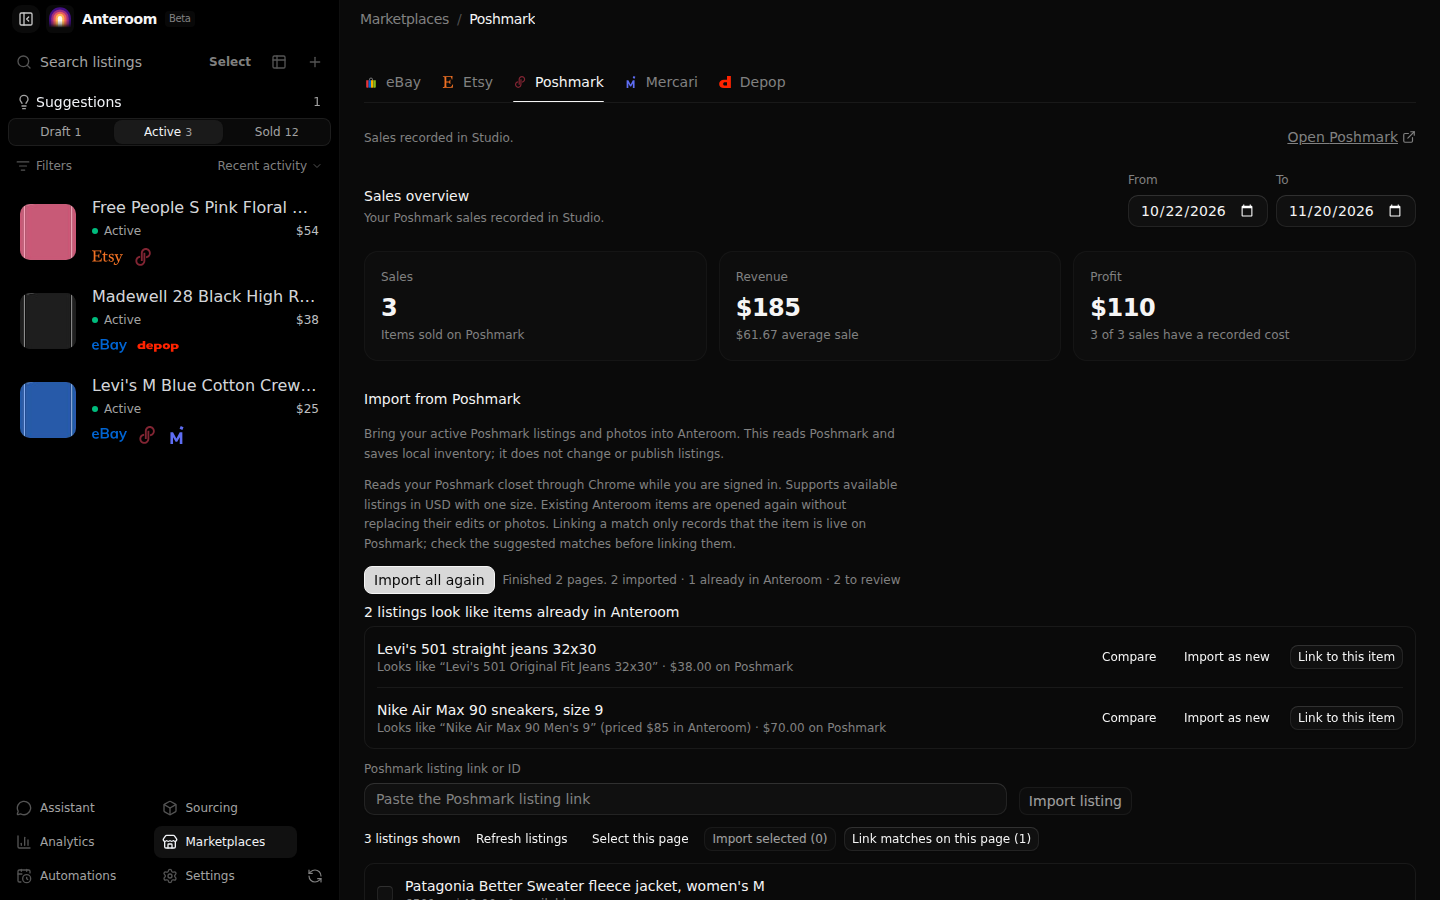 Anteroom Beta
Search listings Select
Suggestions 1
Draft 1 Active 3 Sold 12
Filters Recent activity
Free People S Pink Floral ...
Active $54
Etsy
Madewell 28 Black High R...
Active $38
eBay depop
Levi's M Blue Cotton Crew...
Active $25
eBay
Assistant Sourcing
Analytics Marketplaces
Automations Settings
Marketplaces / Poshmark
eBay Etsy Poshmark Mercari Depop
Sales recorded in Studio. Open Poshmark
Sales overview
Your Poshmark sales recorded in Studio.
From To
10/22/2026 11/20/2026
Sales Revenue Profit
3 $185 $110
Items sold on Poshmark $61.67 average sale 3 of 3 sales have a recorded cost
Import from Poshmark
Bring your active Poshmark listings and photos into Anteroom. This reads Poshmark and
saves local inventory; it does not change or publish listings.
Reads your Poshmark closet through Chrome while you are signed in. Supports available
listings in USD with one size. Existing Anteroom items are opened again without
replacing their edits or photos. Linking a match only records that the item is live on
Poshmark; check the suggested matches before linking them.
Import all again Finished 2 pages. 2 imported · 1 already in Anteroom · 2 to review
2 listings look like items already in Anteroom
Levi's 501 straight jeans 32x30
Looks like “Levi's 501 Original Fit Jeans 32x30” · $38.00 on Poshmark
Compare Import as new Link to this item
Nike Air Max 90 sneakers, size 9
Looks like “Nike Air Max 90 Men's 9” (priced $85 in Anteroom) · $70.00 on Poshmark
Compare Import as new Link to this item
Poshmark listing link or ID
Paste the Poshmark listing link Import listing
3 listings shown Refresh listings Select this page Import selected (0) Link matches on this page (1)
Patagonia Better Sweater fleece jacket, women's M